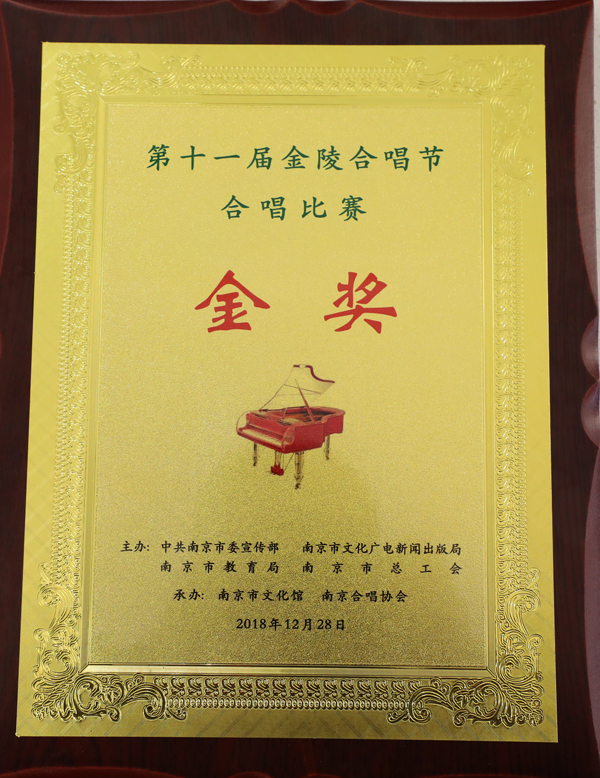 第十一届金陵合唱节
合唱比赛
金奖
主办：中共南京市委宣传部 南京市文化广电新闻出版局
南京市教育局 南京市总工会
承办：南京市文化馆 南京合唱协会
2018年12月28日